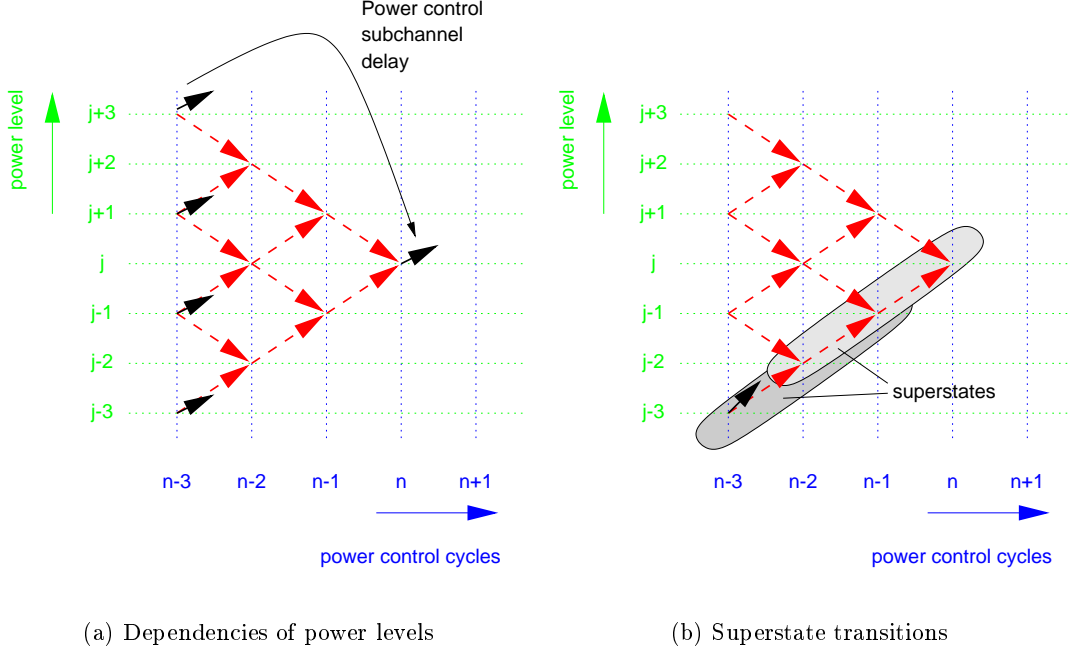 Power control
subchannel
delay
power level
j+3
j+2
j+1
j
j-1
j-2
j-3
n-3 n-2 n-1 n n+1
power control cycles
(a) Dependencies of power levels
power level
j+3
j+2
j+1
j
j-1
j-2
j-3
superstates
n-3 n-2 n-1 n n+1
power control cycles
(b) Superstate transitions